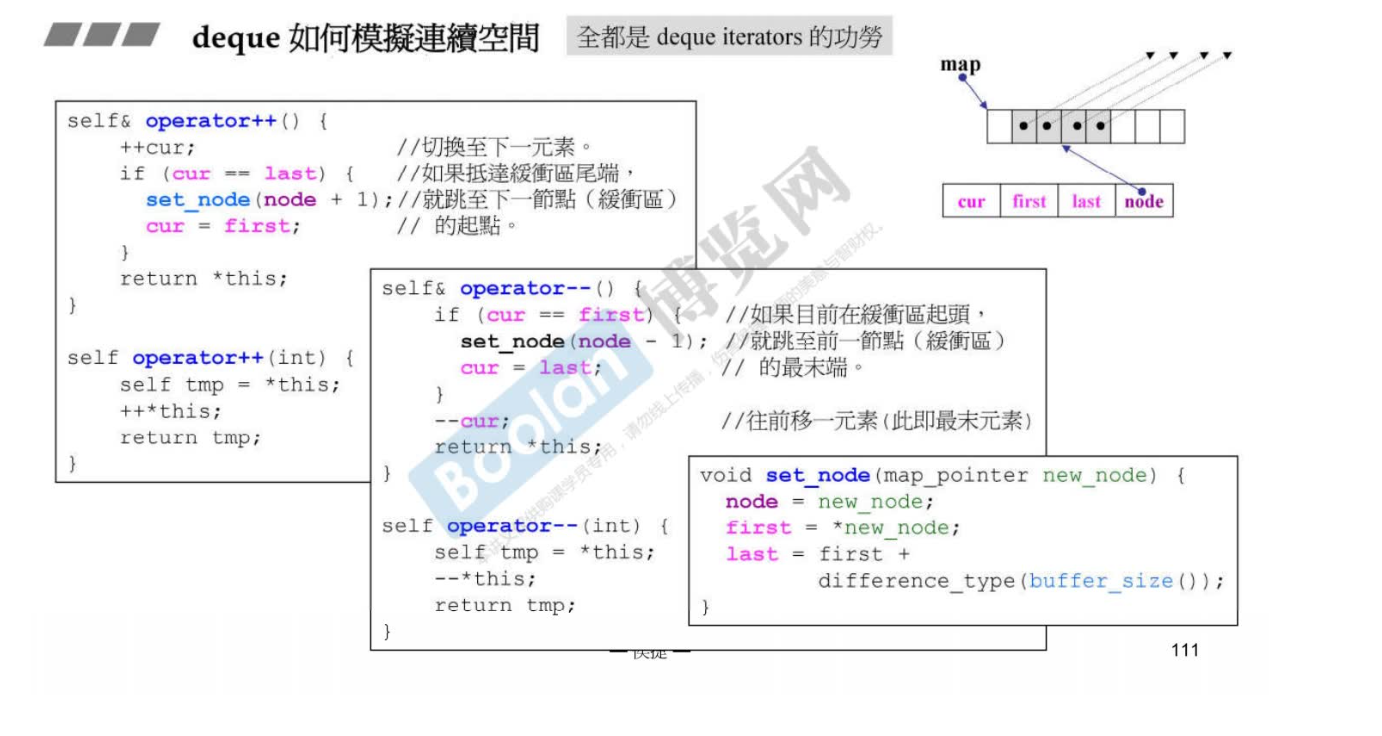 deque 如何模擬連續空間
全都是 deque iterators 的功勞
map
cur first last node
self& operator++() {
++cur; //切換至下一元素。
if (cur == last) { //如果抵達緩衝區尾端，
set_node(node + 1);//就跳至下一節點（緩衝區）
cur = first; // 的起點。
}
return *this;
}
self operator++(int) {
self tmp = *this;
++*this;
return tmp;
}
self& operator--() {
if (cur == first) { //如果目前在緩衝區起頭，
set_node(node - 1); //就跳至前一節點（緩衝區）
cur = last; // 的最末端。
}
--cur; //往前移一元素(此即最末元素)
return *this;
}
self operator--(int) {
self tmp = *this;
--*this;
return tmp;
}
void set_node(map_pointer new_node) {
node = new_node;
first = *new_node;
last = first +
difference_type(buffer_size());
}
Boolan 博览网
111